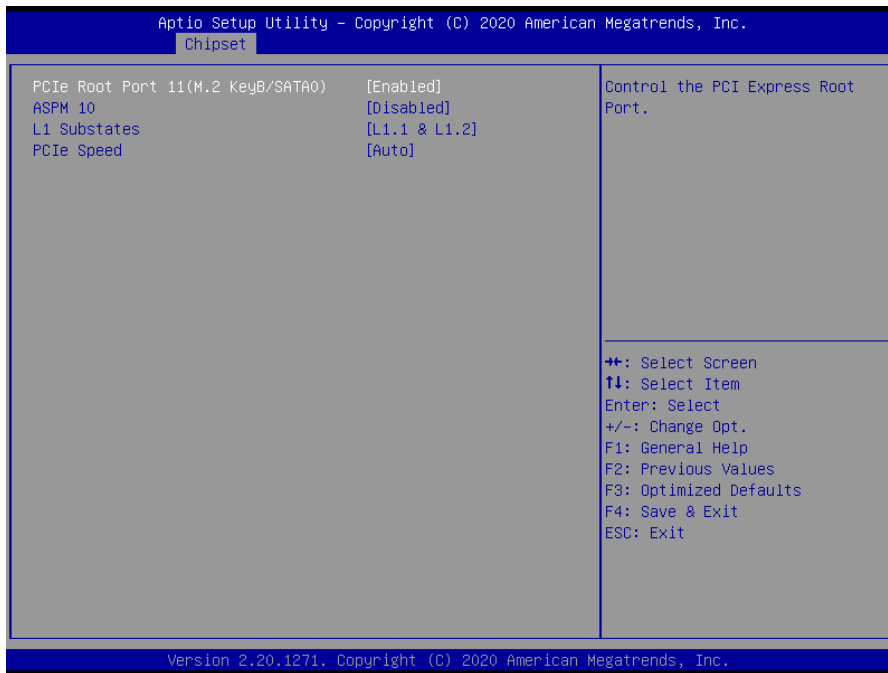 Aptio Setup Utility – Copyright (C) 2020 American Megatrends, Inc.
Chipset
PCIe Root Port 11(M.2 KeyB/SATA0) [Enabled]
ASPM 10 [Disabled]
L1 Substates [L1.1 & L1.2]
PCIe Speed [Auto]
Control the PCI Express Root
Port.
→←: Select Screen
↑↓: Select Item
Enter: Select
+/-: Change Opt.
F1: General Help
F2: Previous Values
F3: Optimized Defaults
F4: Save & Exit
ESC: Exit
Version 2.20.1271. Copyright (C) 2020 American Megatrends, Inc.